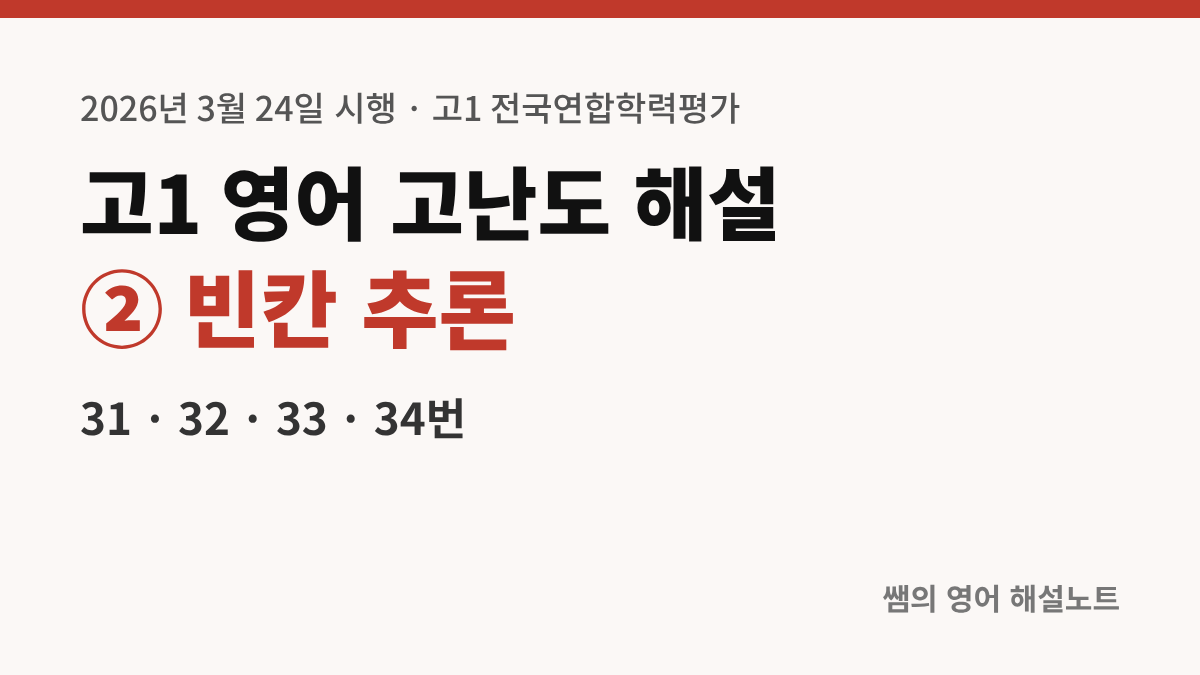 2026년 3월 24일 시행 · 고1 전국연합학력평가
고1 영어 고난도 해설
② 빈칸 추론
31 · 32 · 33 · 34번
쌤의 영어 해설노트